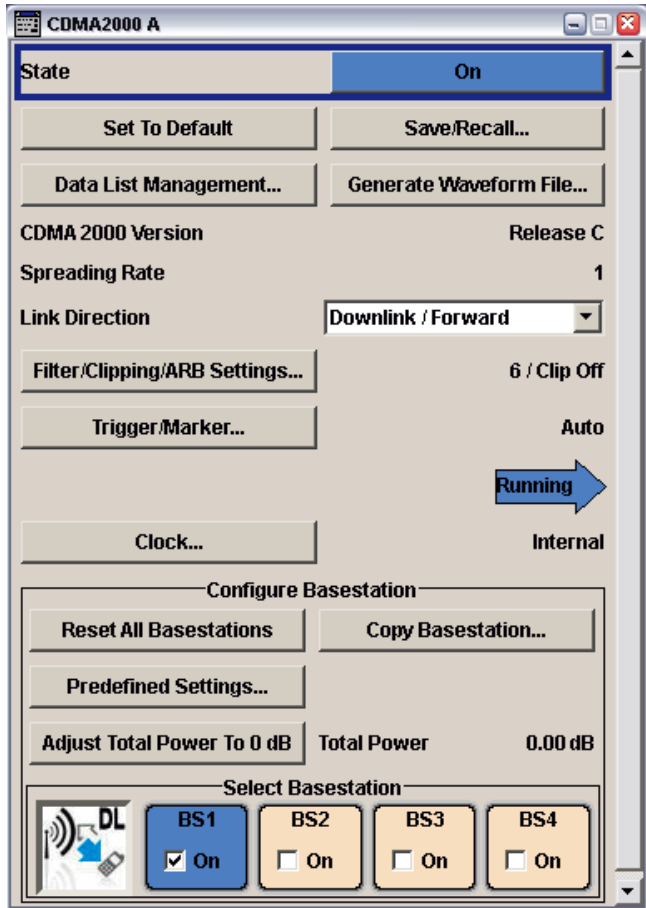 CDMA2000 A
State On
Set To Default Save/Recall...
Data List Management... Generate Waveform File...
CDMA 2000 Version Release C
Spreading Rate 1
Link Direction Downlink / Forward
Filter/Clipping/ARB Settings... 6 / Clip Off
Trigger/Marker... Auto
Running
Clock... Internal
Configure Basestation
Reset All Basestations Copy Basestation...
Predefined Settings...
Adjust Total Power To 0 dB Total Power 0.00 dB
Select Basestation
DL BS1 BS2 BS3 BS4
On On On On